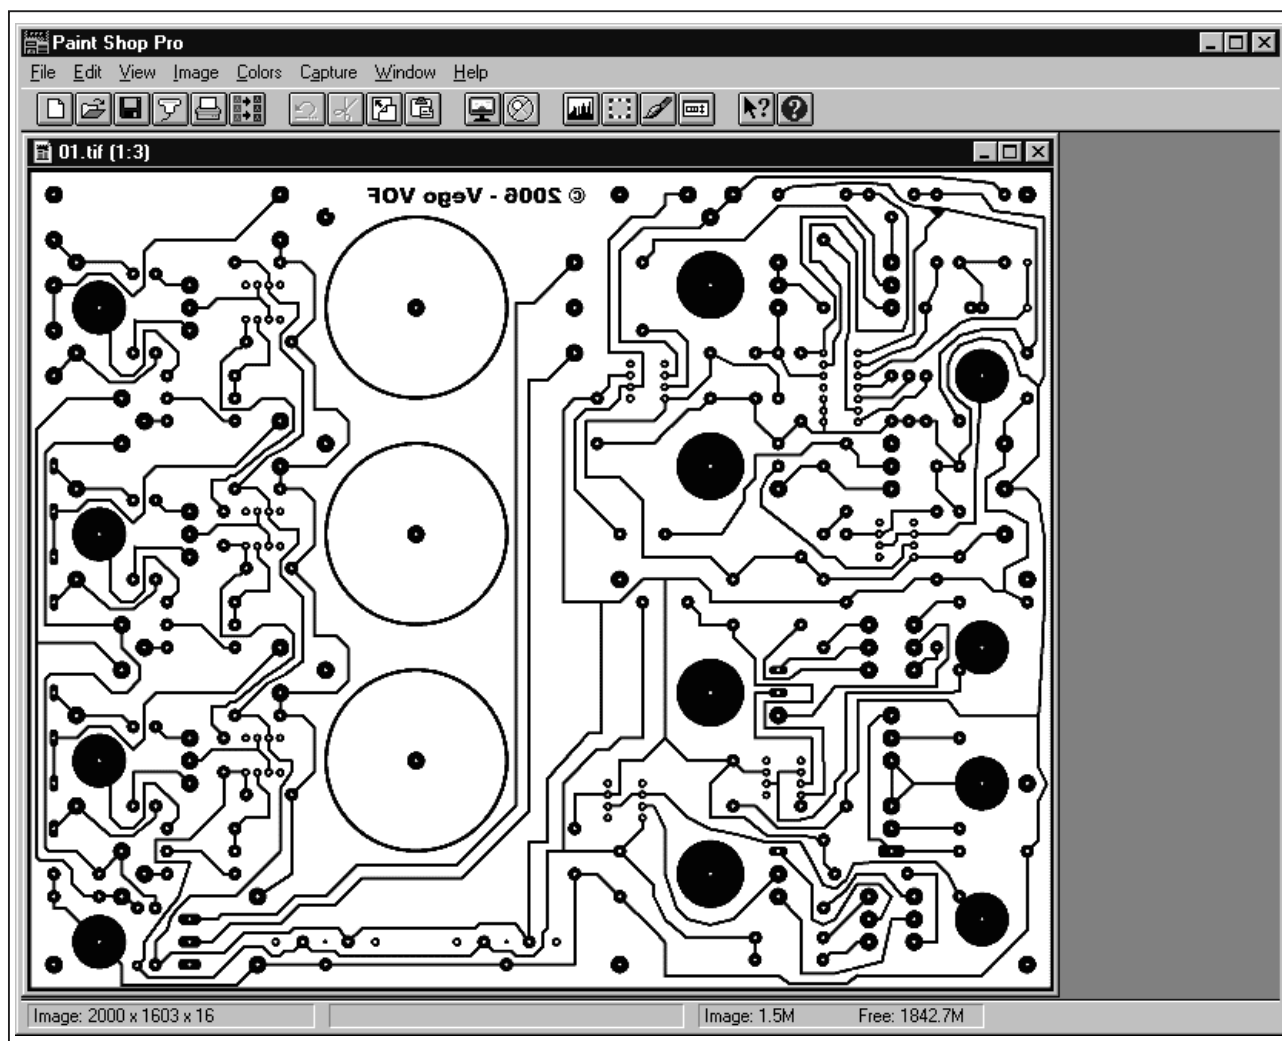 Paint Shop Pro
File Edit View Image Colors Capture Window Help
01.tif (1:3)
© 2006 - Vego VOF
Image: 2000 x 1603 x 16
Image: 1.5M Free: 1842.7M